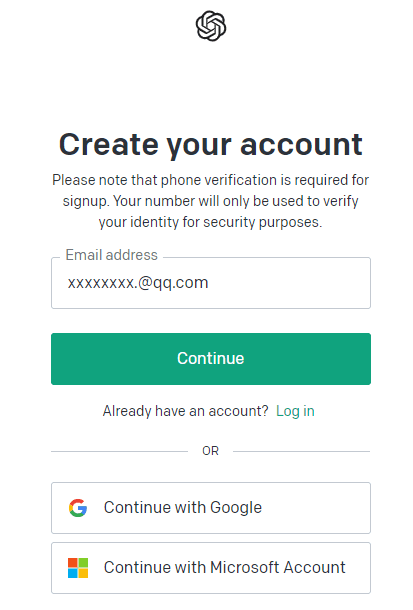 Create your account
Please note that phone verification is required for
signup. Your number will only be used to verify
your identity for security purposes.
Email address
xxxxxxxx.@qq.com
Continue
Already have an account? Log in
OR
Continue with Google
Continue with Microsoft Account